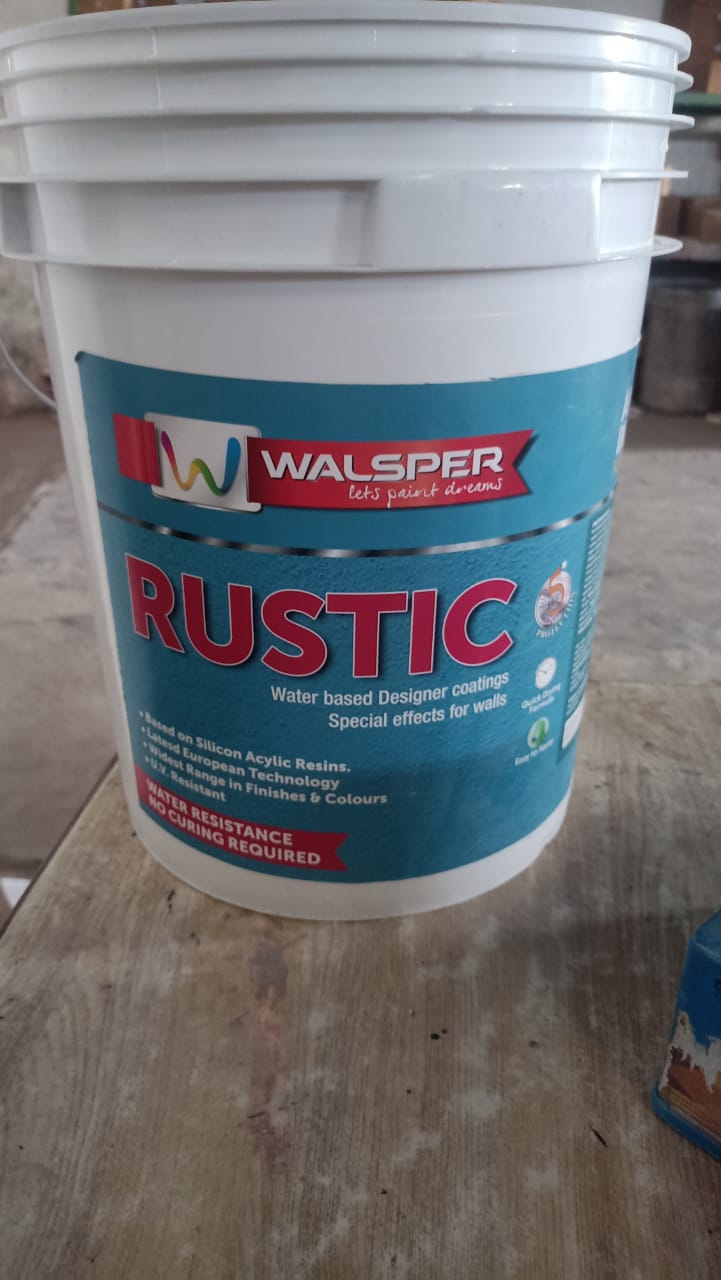 W WALSPER
lets paint dreams
RUSTIC
Water based Designer coatings
Special effects for walls
• Based on Silicon Acylic Resins.
• Latesd European Technology
• Widest Range in Finishes & Colours
• U.V. Resistant
WATER RESISTANCE
NO CURING REQUIRED
5
Quick Drying
Formula
Easy to Apply